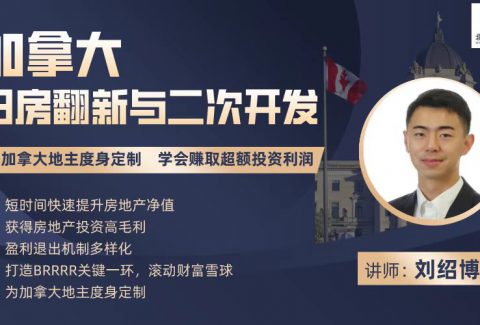 加拿大
旧房翻新与二次开发
加拿大地主度身定制 学会赚取超额投资利润
短时间快速提升房地产净值
获得房地产投资高毛利
盈利退出机制多样化
打造BRRRR关键一环，滚动财富雪球
为加拿大地主度身定制
讲师：刘绍博